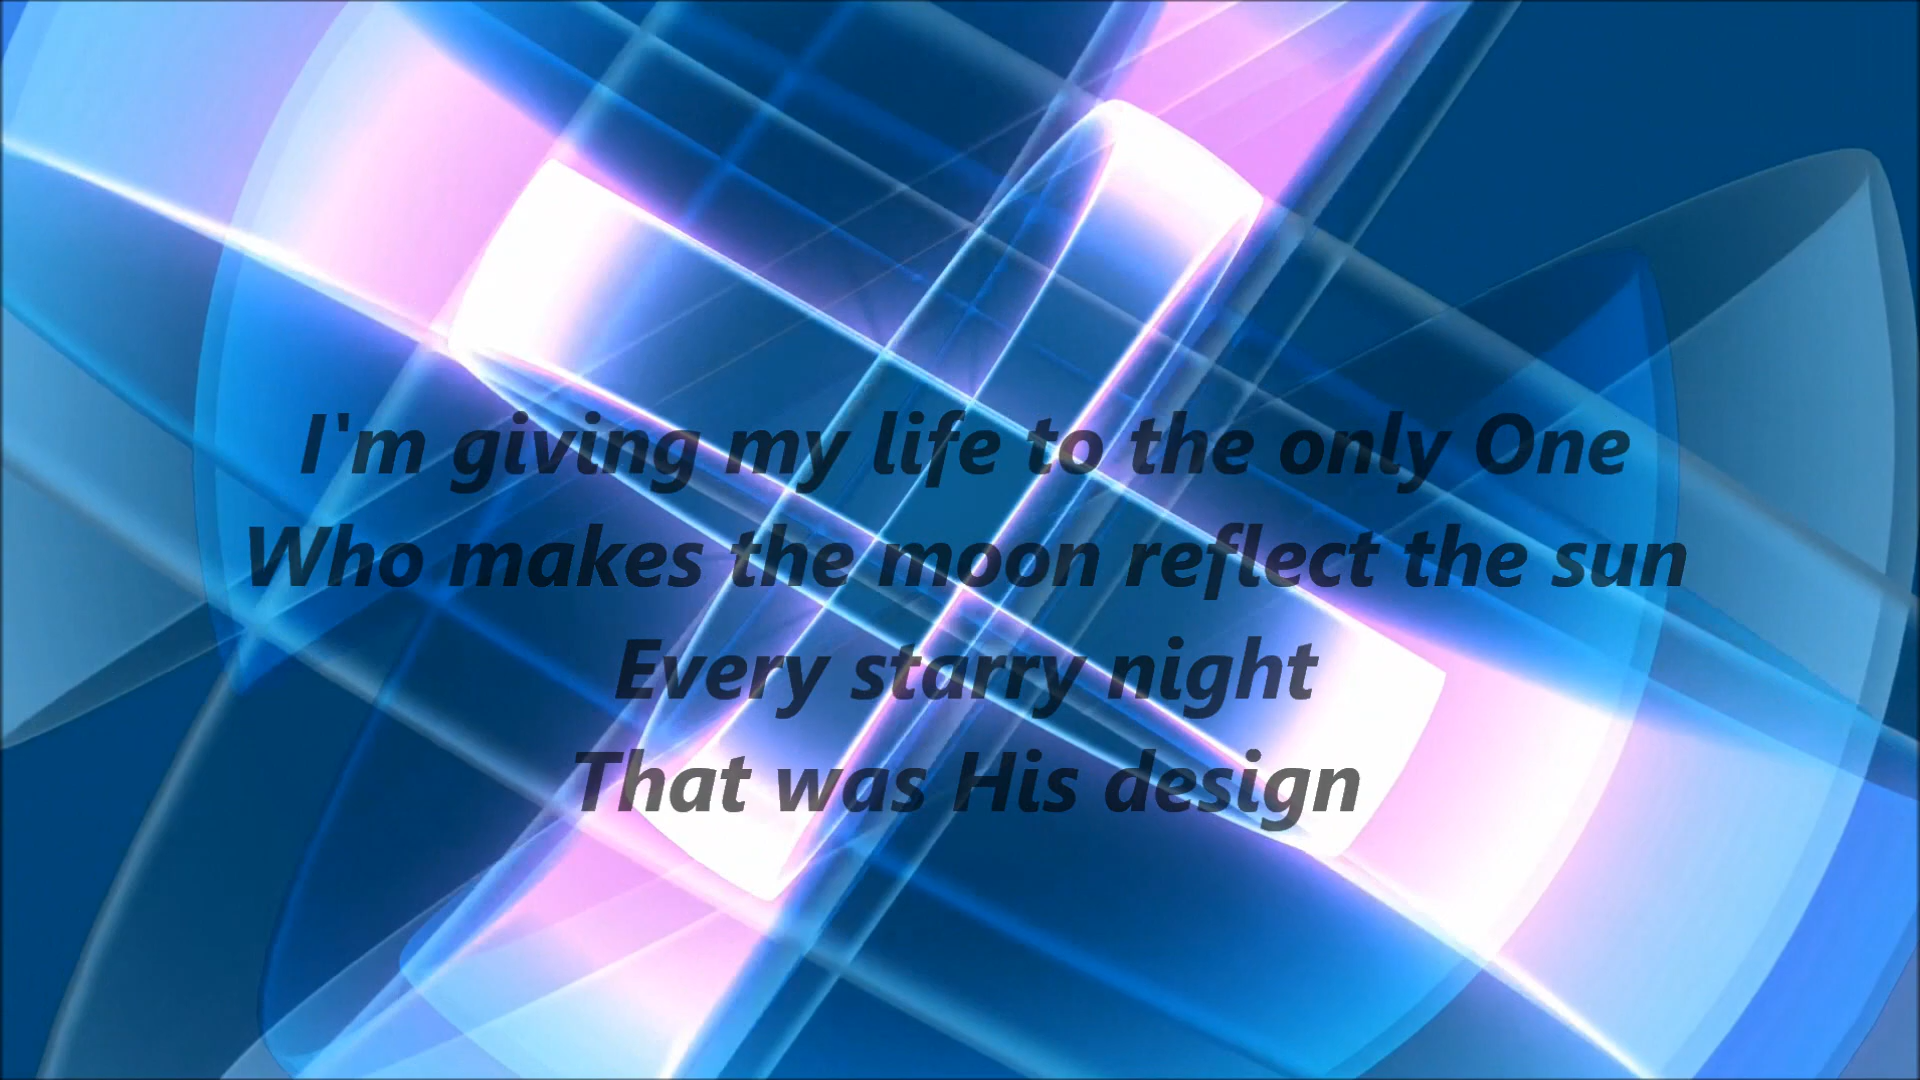 I'm giving my life to the only One
Who makes the moon reflect the sun
Every starry night
That was His design